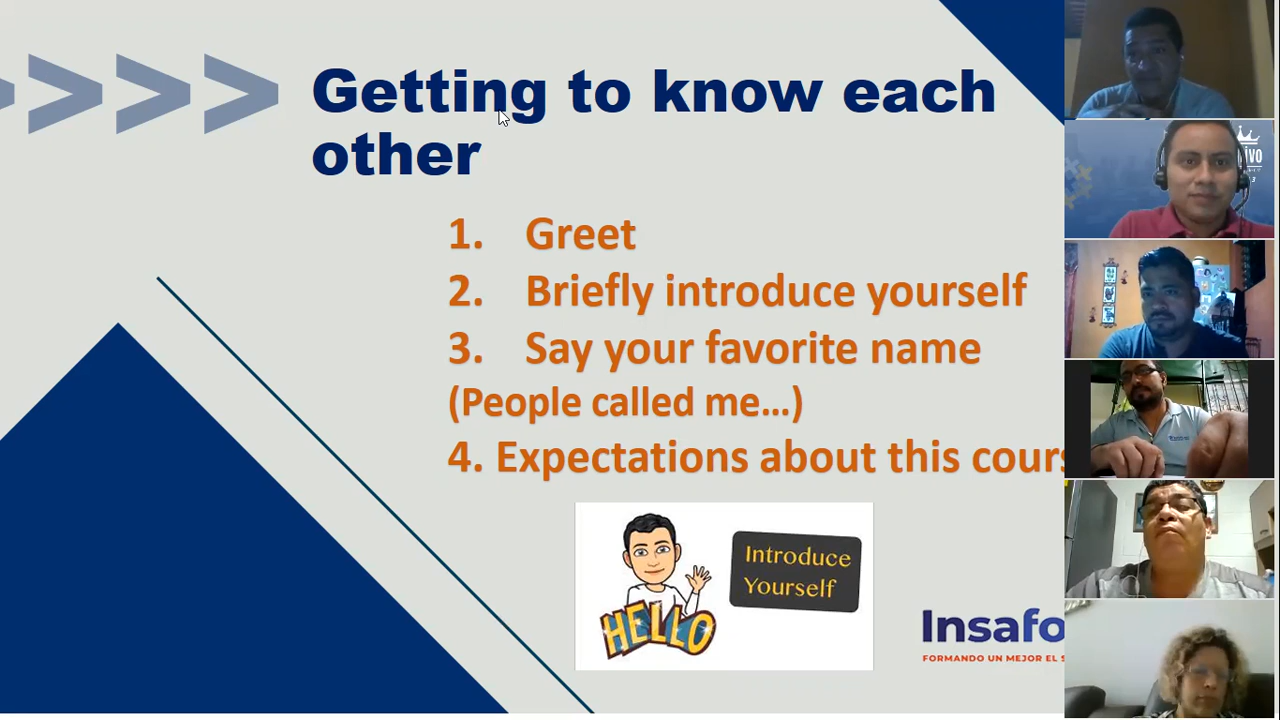 Getting to know each
other
1. Greet
2. Briefly introduce yourself
3. Say your favorite name
(People called me...)
4. Expectations about this cours
HELLO
Introduce
Yourself
Insafo
FORMANDO UN MEJOR EL S